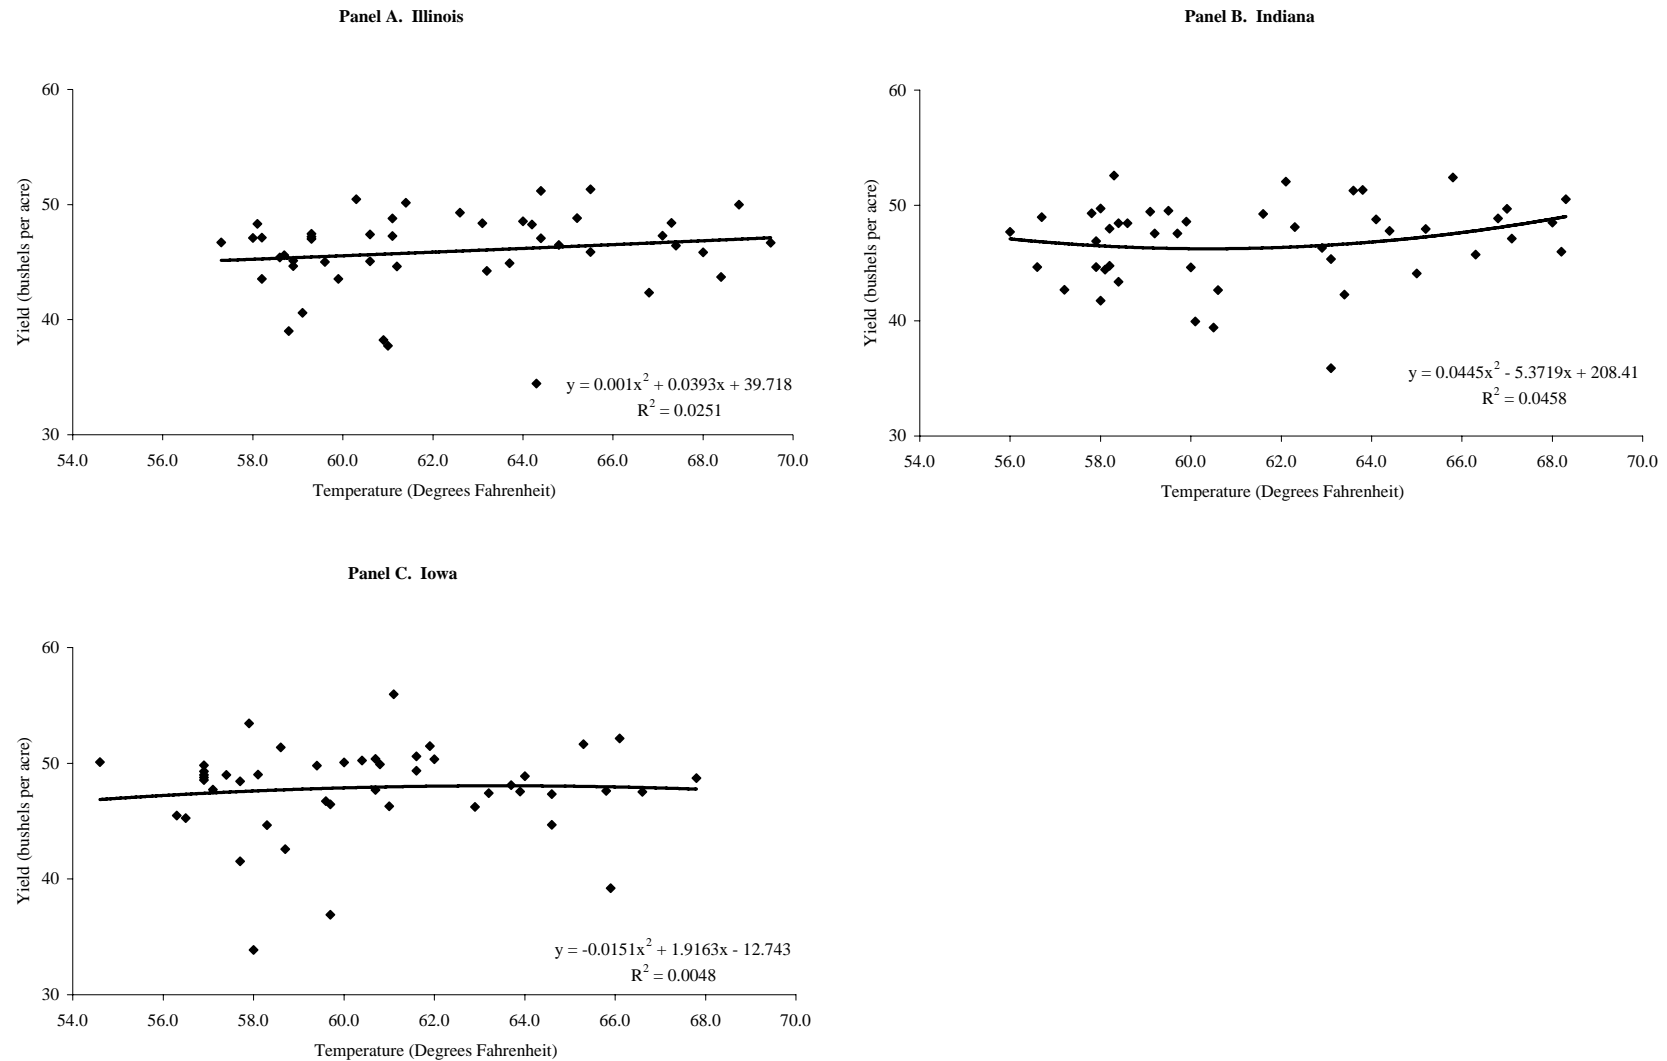 Panel A.  Illinois
60
50
40
30
54.0 56.0 58.0 60.0 62.0 64.0 66.0 68.0 70.0
Temperature (Degrees Fahrenheit)
Yield (bushels per acre)
y = 0.001x² + 0.0393x + 39.718
R² = 0.0251
Panel B.  Indiana
60
50
40
30
54.0 56.0 58.0 60.0 62.0 64.0 66.0 68.0 70.0
Temperature (Degrees Fahrenheit)
Yield (bushels per acre)
y = 0.0445x² - 5.3719x + 208.41
R² = 0.0458
Panel C.  Iowa
60
50
40
30
54.0 56.0 58.0 60.0 62.0 64.0 66.0 68.0 70.0
Temperature (Degrees Fahrenheit)
Yield (bushels per acre)
y = -0.0151x² + 1.9163x - 12.743
R² = 0.0048